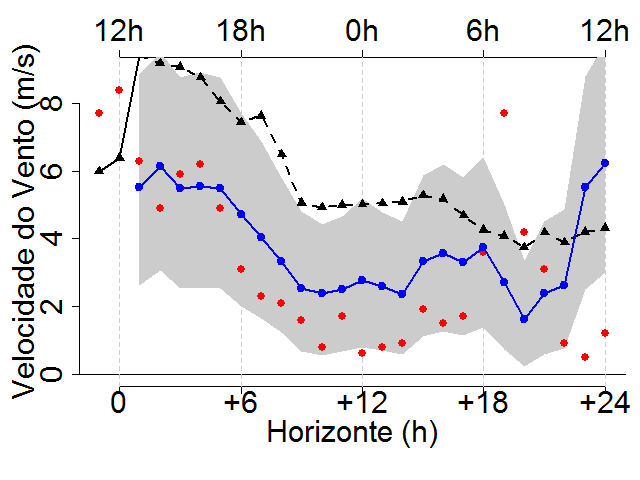 12h 18h 0h 6h 12h
Velocidade do Vento (m/s)
8
6
4
2
0
0 +6 +12 +18 +24
Horizonte (h)